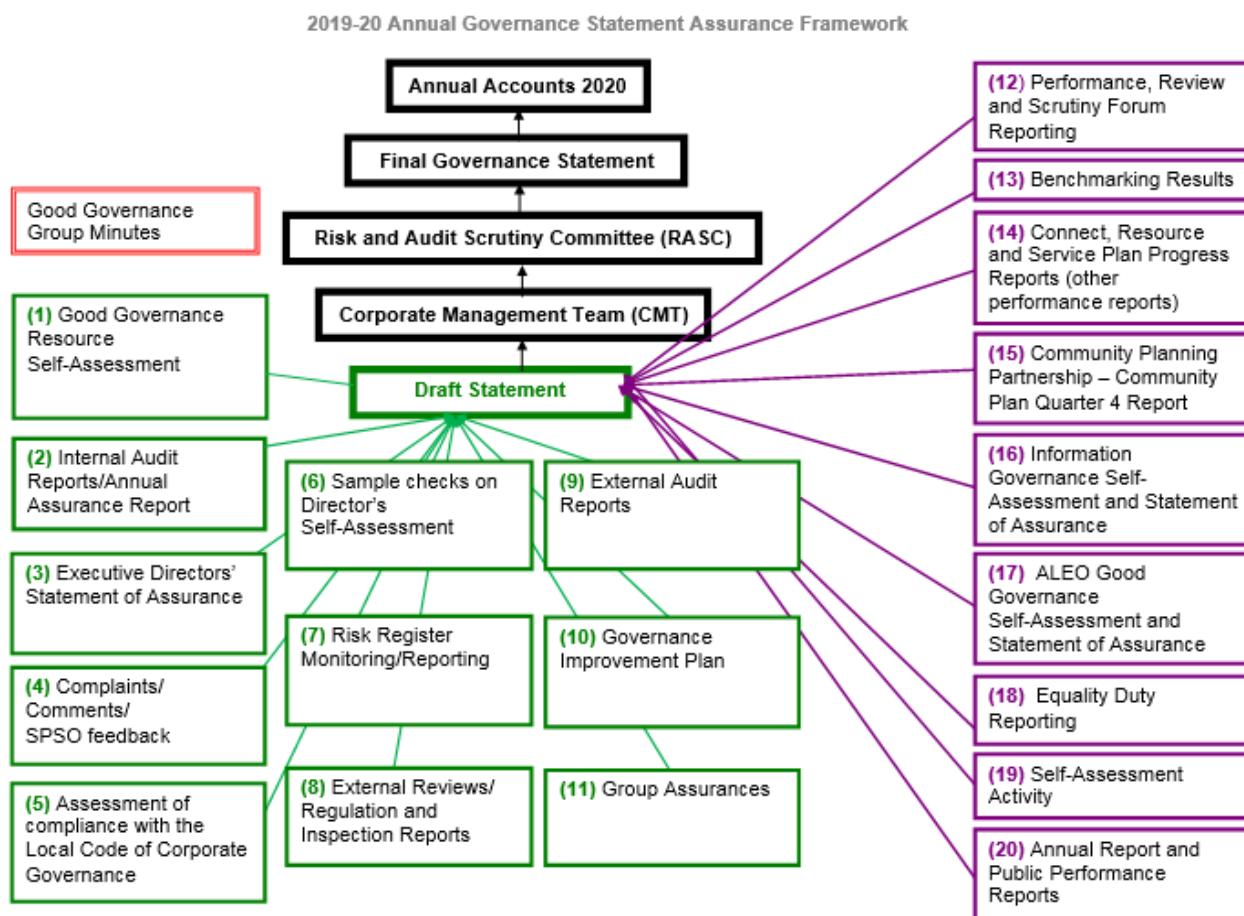 2019-20 Annual Governance Statement Assurance Framework
Annual Accounts 2020
Final Governance Statement
Risk and Audit Scrutiny Committee (RASC)
Corporate Management Team (CMT)
Draft Statement
Good Governance
Group Minutes
(1) Good Governance
Resource
Self-Assessment
(2) Internal Audit
Reports/Annual
Assurance Report
(3) Executive Directors’
Statement of Assurance
(4) Complaints/
Comments/
SPSO feedback
(5) Assessment of
compliance with the
Local Code of Corporate
Governance
(6) Sample checks on
Director’s
Self-Assessment
(7) Risk Register
Monitoring/Reporting
(8) External Reviews/
Regulation and
Inspection Reports
(9) External Audit
Reports
(10) Governance
Improvement Plan
(11) Group Assurances
(12) Performance, Review
and Scrutiny Forum
Reporting
(13) Benchmarking Results
(14) Connect, Resource
and Service Plan Progress
Reports (other
performance reports)
(15) Community Planning
Partnership – Community
Plan Quarter 4 Report
(16) Information
Governance Self-
Assessment and Statement
of Assurance
(17) ALEO Good
Governance
Self-Assessment and
Statement of Assurance
(18) Equality Duty
Reporting
(19) Self-Assessment
Activity
(20) Annual Report and
Public Performance
Reports